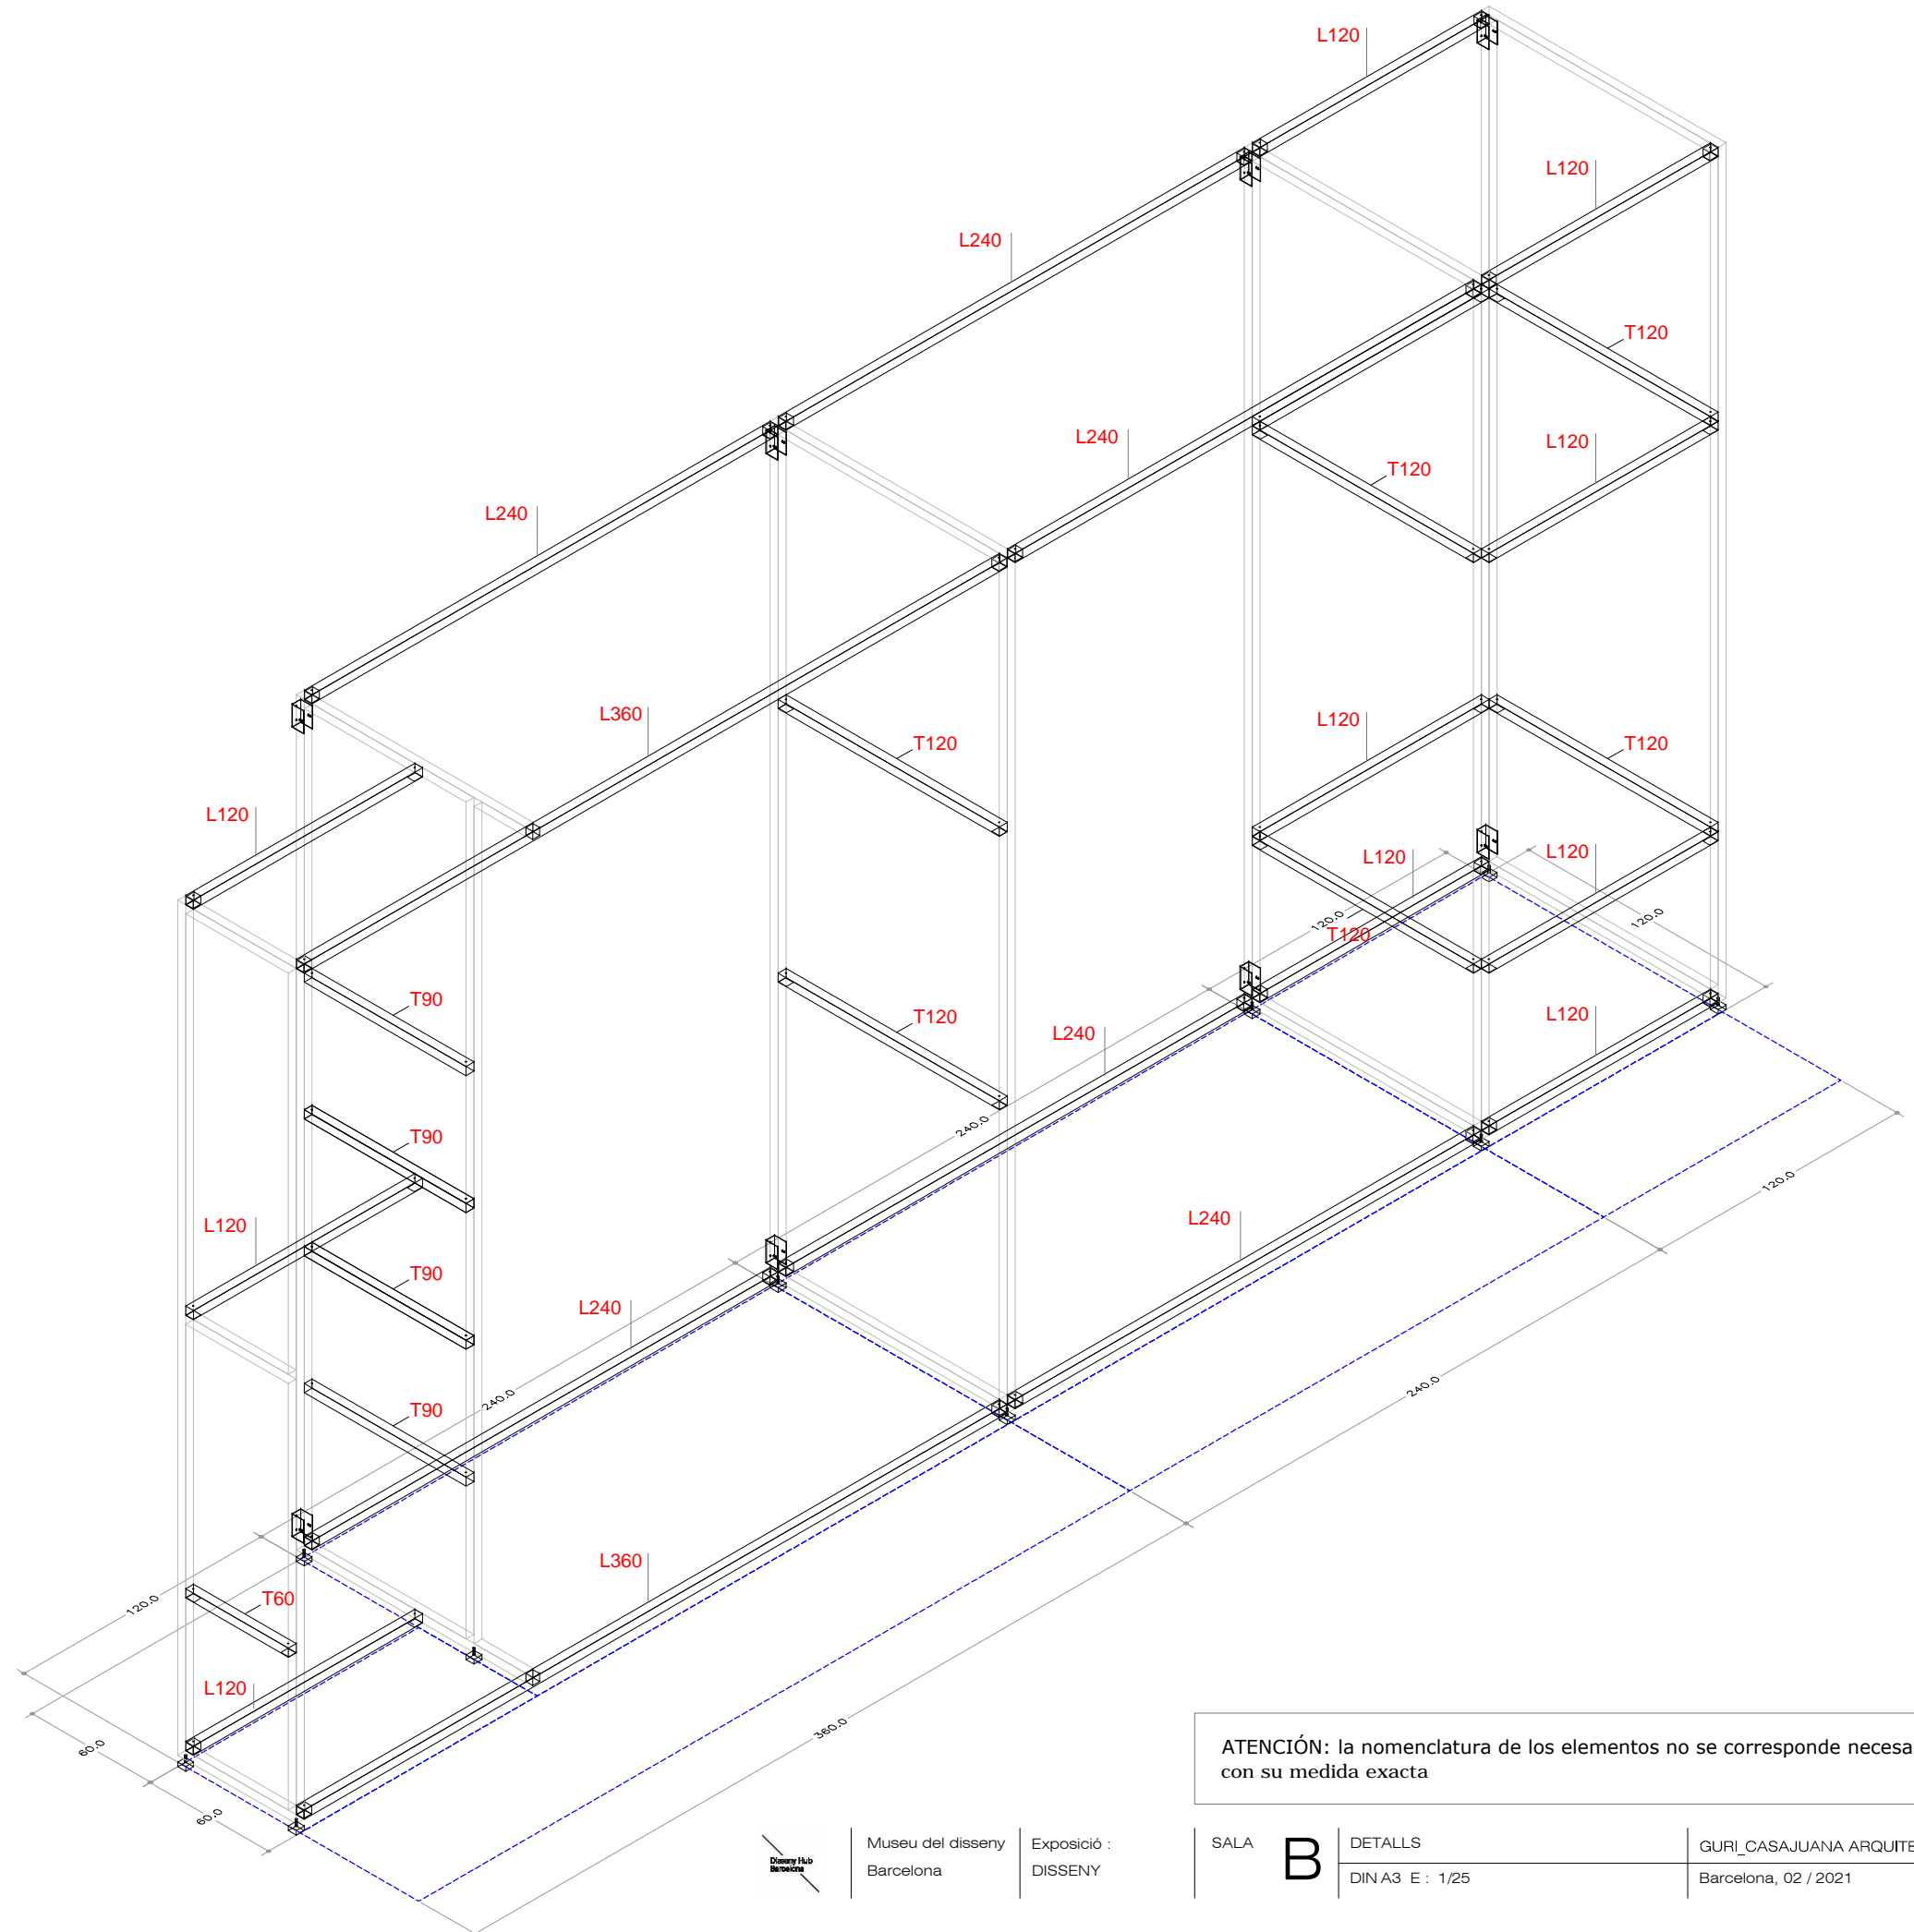 L120
L120
L240
T120
L240
L120
T120
L240
L360
L120
T120
T120
L120
L120
L120
120.0
120.0
T120
T90
T120
L240
L120
240.0
T90
120.0
L120
L240
T90
L240
240.0
240.0
T90
L360
120.0
T60
L120
360.0
60.0
60.0
ATENCIÓN: la nomenclatura de los elementos no se corresponde necesa
con su medida exacta
Disseny Hub
Barcelona
Museu del disseny
Barcelona
Exposició :
DISSENY
SALA
B
DETALLS
DIN A3 E : 1/25
GURI_CASAJUANA ARQUITE
Barcelona, 02 / 2021